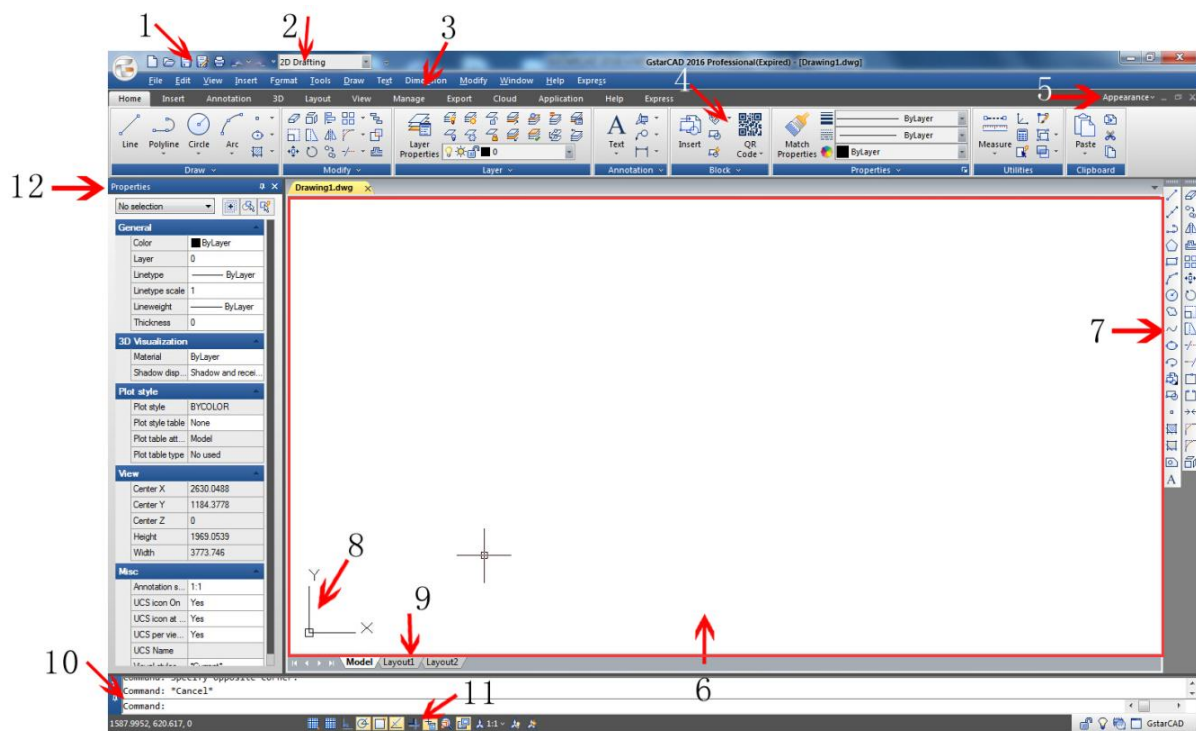 1
2
3
2D Drafting
GstarCAD 2016 Professional(Expired) - [Drawing1.dwg]
File Edit View Insert Format Tools Draw Text Dimension Modify Window Help Express
4
5
Home Insert Annotation 3D Layout View Manage Export Cloud Application Help Express Appearance
Line Polyline Circle Arc
Layer Properties
0
Text
Insert
QR Code
Match Properties
ByLayer
ByLayer
ByLayer
Measure
Paste
Draw Modify Layer Annotation Block Properties Utilities Clipboard
12
Properties
Drawing1.dwg
No selection
General
Color ByLayer
Layer 0
Linetype ByLayer
Linetype scale 1
Lineweight ByLayer
Thickness 0
3D Visualization
Material ByLayer
Shadow disp... Shadow and recei...
Plot style
Plot style BYCOLOR
Plot style table None
Plot table att... Model
Plot table type No used
View
Center X 2630.0488
Center Y 1184.3778
Center Z 0
Height 1969.0539
Width 3773.746
Misc
Annotation s... 1:1
UCS icon On Yes
UCS icon at ... Yes
UCS per vie... Yes
UCS Name
7
A
8
Y
X
9
6
Model Layout1 Layout2
10
Command: Specify opposite corner:
Command: *Cancel*
Command:
11
1587.9952, 620.617, 0
1:1
GstarCAD